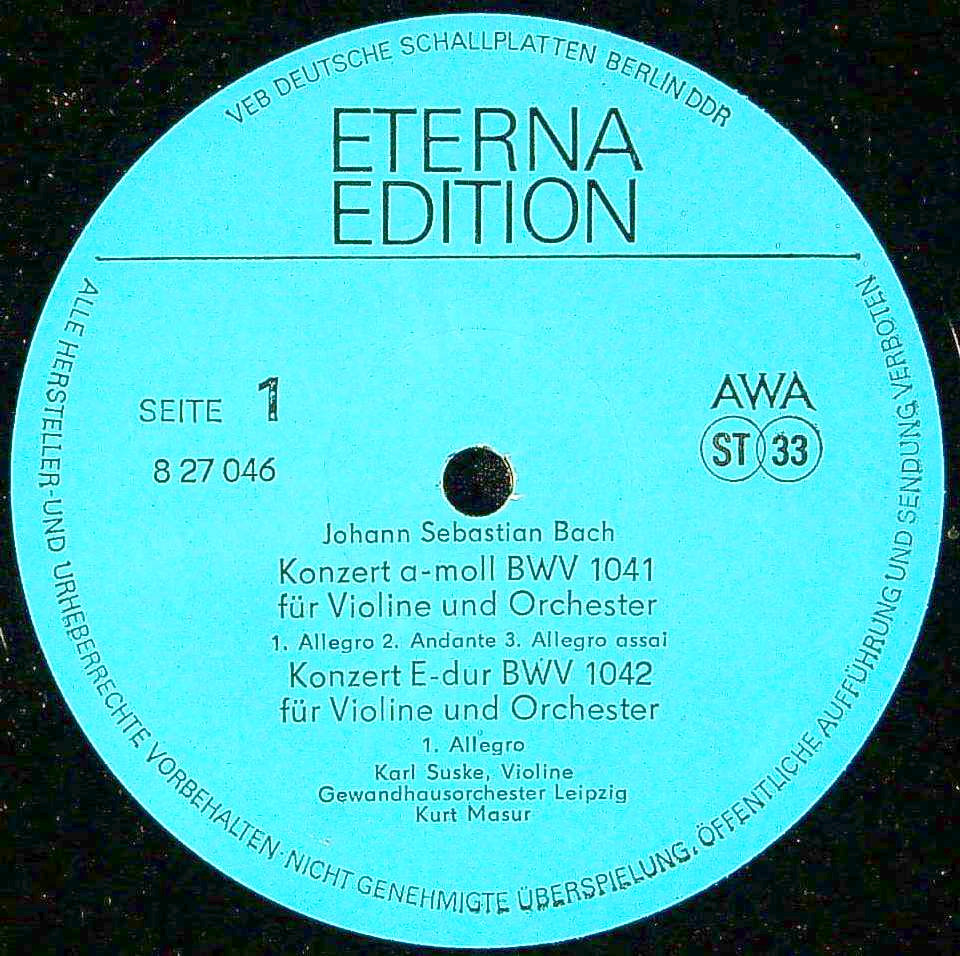 VEB DEUTSCHE SCHALLPLATTEN BERLIN DDR
ETERNA
EDITION
SEITE 1
8 27 046
AWA
ST 33
Johann Sebastian Bach
Konzert a-moll BWV 1041
für Violine und Orchester
1. Allegro 2. Andante 3. Allegro assai
Konzert E-dur BWV 1042
für Violine und Orchester
1. Allegro
Karl Suske, Violine
Gewandhausorchester Leipzig
Kurt Masur
ALLE HERSTELLER-UND URHEBERRECHTE VORBEHALTEN·NICHT GENEHMIGTE ÜBERSPIELUNG, ÖFFENTLICHE AUFFÜHRUNG UND SENDUNG VERBOTEN